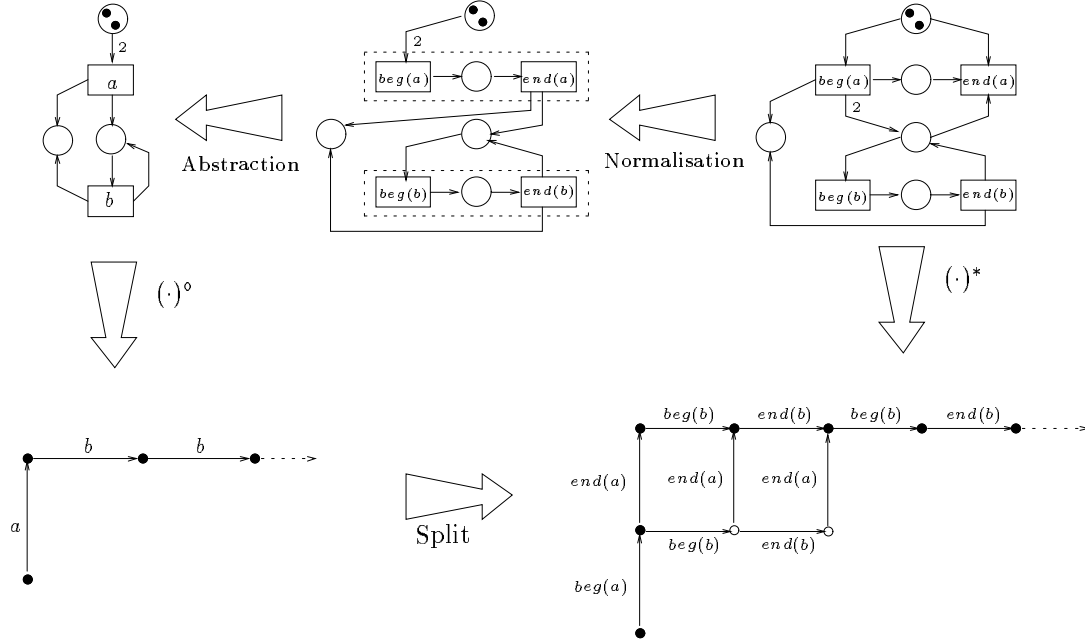 2
a
b
Abstraction
2
beg(a)
end(a)
beg(b)
end(b)
Normalisation
beg(a)
end(a)
2
beg(b)
end(b)
(·)◊
(·)*
b
b
a
Split
beg(b)
end(b)
beg(b)
end(b)
end(a)
end(a)
end(a)
beg(b)
end(b)
beg(a)